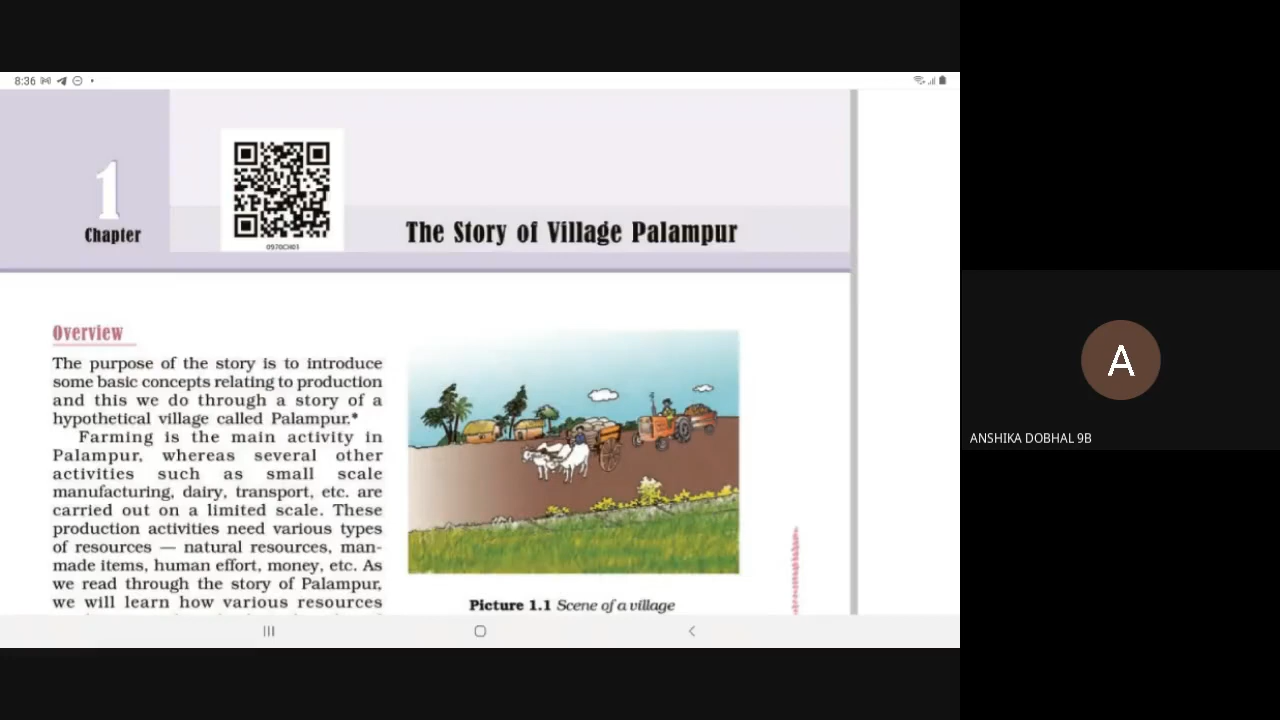 8:36
1
Chapter
0970CH01
The Story of Village Palampur
Overview
The purpose of the story is to introduce
some basic concepts relating to production
and this we do through a story of a
hypothetical village called Palampur.*
Farming is the main activity in
Palampur, whereas several other
activities such as small scale
manufacturing, dairy, transport, etc. are
carried out on a limited scale. These
production activities need various types
of resources — natural resources, man-
made items, human effort, money, etc. As
we read through the story of Palampur,
we will learn how various resources
Picture 1.1 Scene of a village
A
ANSHIKA DOBHAL 9B